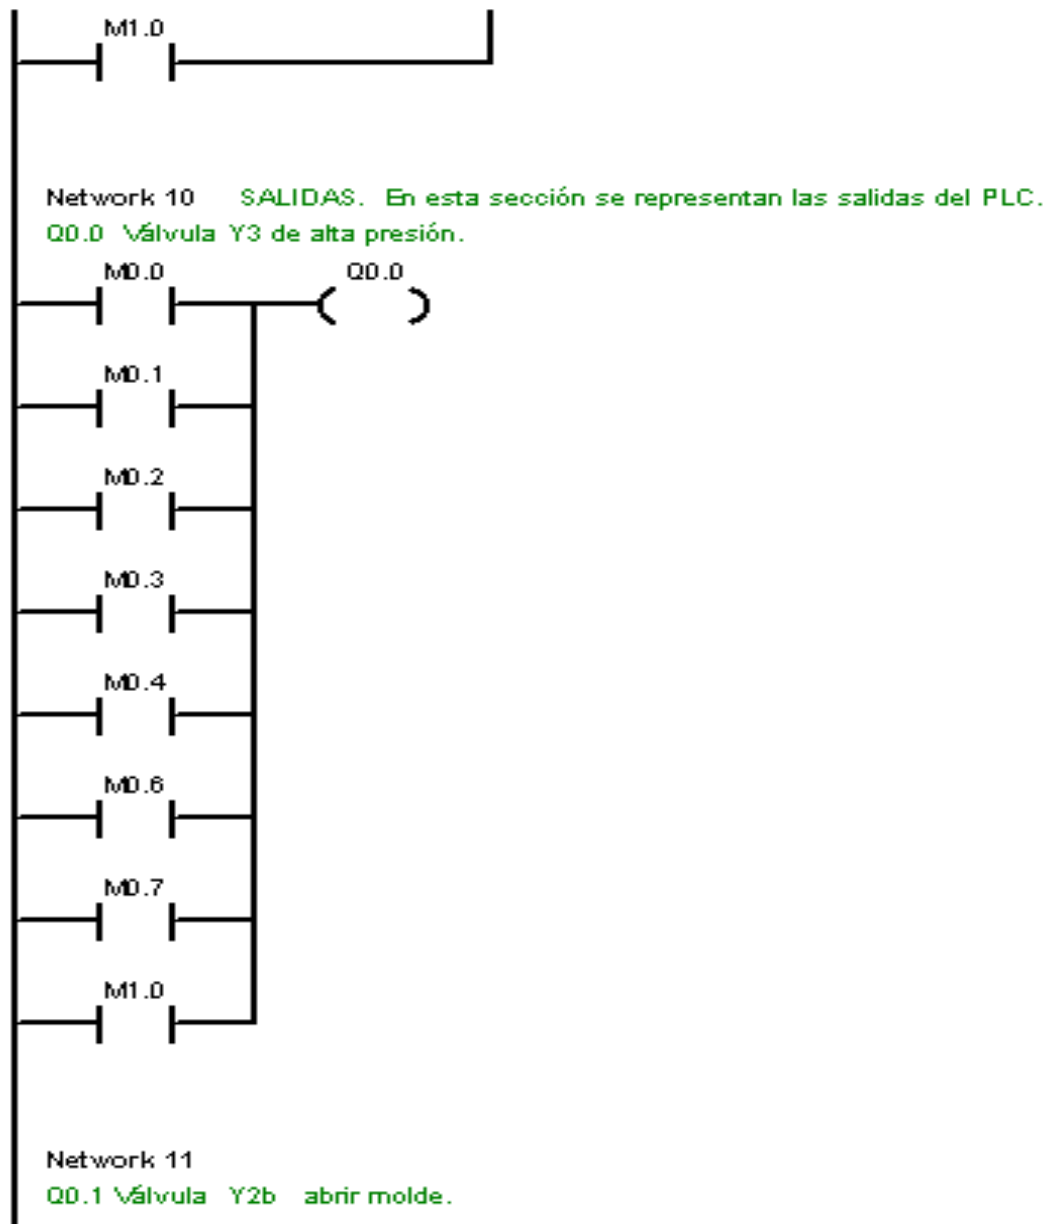 M1.0
Network 10 SALIDAS. En esta sección se representan las salidas del PLC.
Q0.0 Válvula Y3 de alta presión.
M0.0 Q0.0
M0.1
M0.2
M0.3
M0.4
M0.6
M0.7
M1.0
Network 11
Q0.1 Válvula Y2b abrir molde.